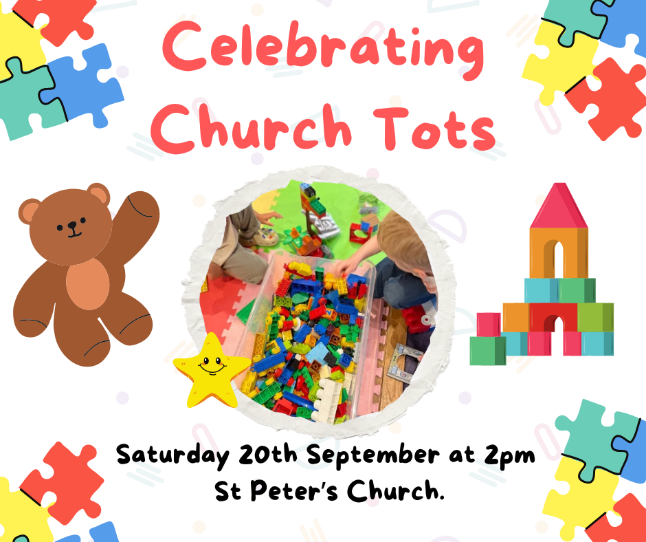 Celebrating
Church Tots
Saturday 20th September at 2pm
St Peter's Church.